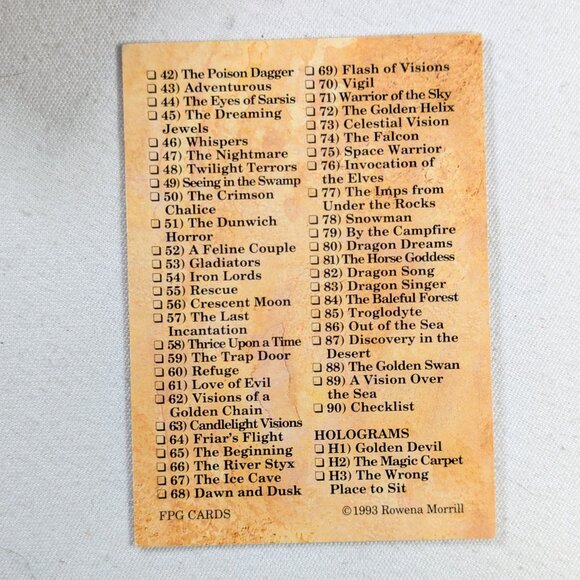 ❏ 42) The Poison Dagger
❏ 43) Adventurous
❏ 44) The Eyes of Sarsis
❏ 45) The Dreaming
Jewels
❏ 46) Whispers
❏ 47) The Nightmare
❏ 48) Twilight Terrors
❏ 49) Seeing in the Swamp
❏ 50) The Crimson
Chalice
❏ 51) The Dunwich
Horror
❏ 52) A Feline Couple
❏ 53) Gladiators
❏ 54) Iron Lords
❏ 55) Rescue
❏ 56) Crescent Moon
❏ 57) The Last
Incantation
❏ 58) Thrice Upon a Time
❏ 59) The Trap Door
❏ 60) Refuge
❏ 61) Love of Evil
❏ 62) Visions of a
Golden Chain
❏ 63) Candlelight Visions
❏ 64) Friar's Flight
❏ 65) The Beginning
❏ 66) The River Styx
❏ 67) The Ice Cave
❏ 68) Dawn and Dusk
❏ 69) Flash of Visions
❏ 70) Vigil
❏ 71) Warrior of the Sky
❏ 72) The Golden Helix
❏ 73) Celestial Vision
❏ 74) The Falcon
❏ 75) Space Warrior
❏ 76) Invocation of
the Elves
❏ 77) The Imps from
Under the Rocks
❏ 78) Snowman
❏ 79) By the Campfire
❏ 80) Dragon Dreams
❏ 81) The Horse Goddess
❏ 82) Dragon Song
❏ 83) Dragon Singer
❏ 84) The Baleful Forest
❏ 85) Troglodyte
❏ 86) Out of the Sea
❏ 87) Discovery in the
Desert
❏ 88) The Golden Swan
❏ 89) A Vision Over
the Sea
❏ 90) Checklist
HOLOGRAMS
❏ H1) Golden Devil
❏ H2) The Magic Carpet
❏ H3) The Wrong
Place to Sit
FPG CARDS
©1993 Rowena Morrill